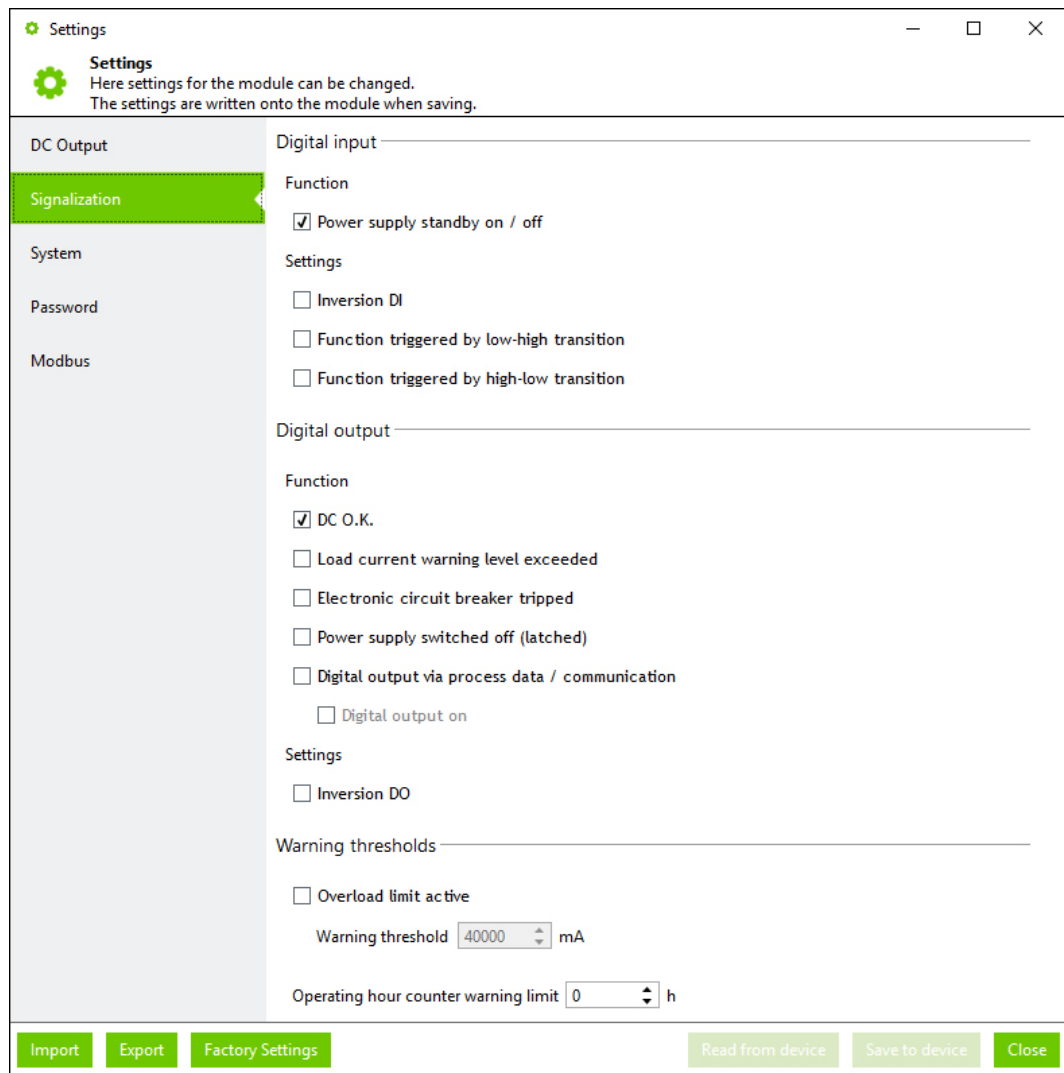 Settings
Settings
Here settings for the module can be changed.
The settings are written onto the module when saving.
DC Output
Signalization
System
Password
Modbus
Digital input
Function
Power supply standby on / off
Settings
Inversion DI
Function triggered by low-high transition
Function triggered by high-low transition
Digital output
Function
DC O.K.
Load current warning level exceeded
Electronic circuit breaker tripped
Power supply switched off (latched)
Digital output via process data / communication
Digital output on
Settings
Inversion DO
Warning thresholds
Overload limit active
Warning threshold 40000 mA
Operating hour counter warning limit 0 h
Import Export Factory Settings Read from device Save to device Close